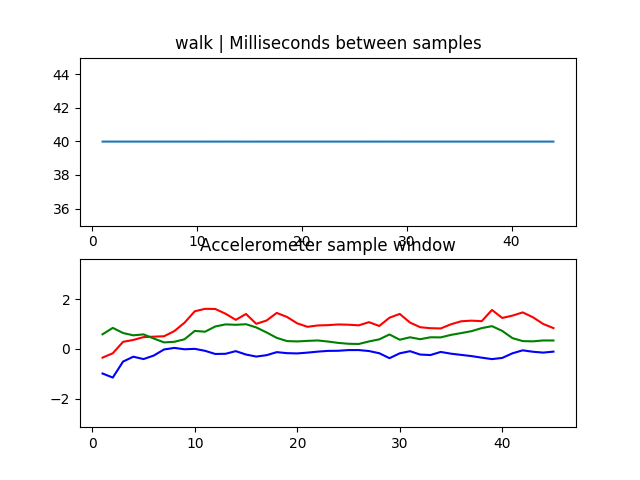 walk | Milliseconds between samples
44
42
40
38
36
0 10 20 30 40
Accelerometer sample window
2
0
−2
0 10 20 30 40